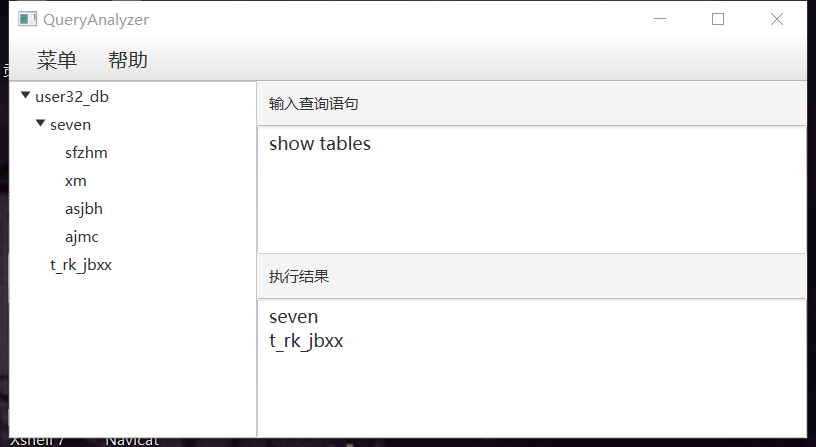 QueryAnalyzer
菜单 帮助
user32_db
seven
sfzhm
xm
asjbh
ajmc
t_rk_jbxx
输入查询语句
show tables
执行结果
seven
t_rk_jbxx
Xshell 7 Navicat